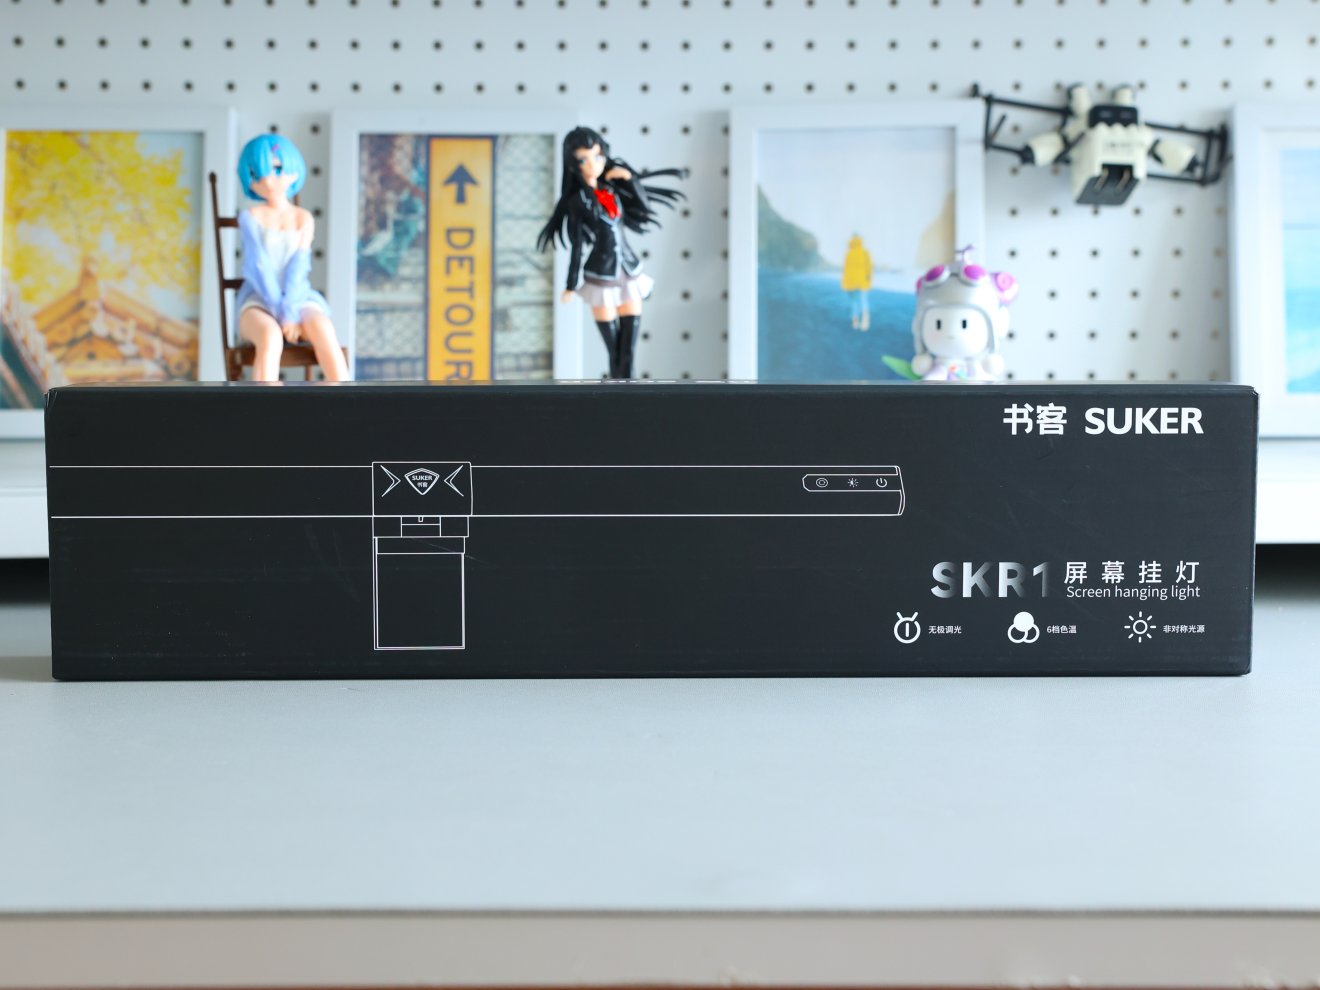 DETOUR
书客 SUKER
SUKER
书客
SKR1 屏幕挂灯
Screen hanging light
无极调光
6档色温
非对称光源